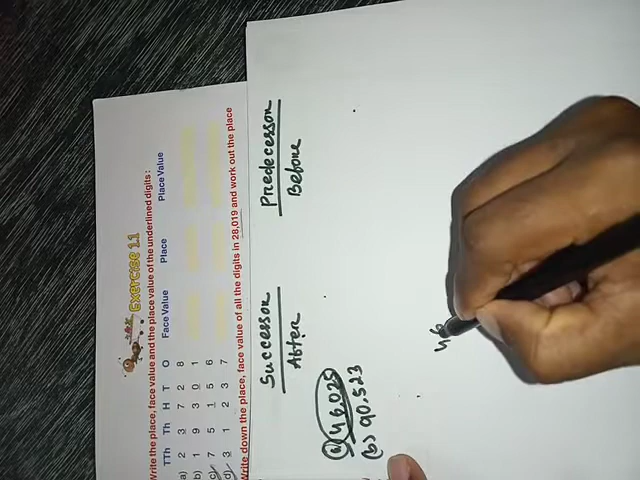 Exercise 1.1
Write the place, face value and the place value of the underlined digits :
TTh Th H T O Face Value Place Place Value
a) 2 3 7 2 8
b) 1 9 3 0 1
c) 7 5 1 5 6
d) 3 1 2 3 7
Write down the place, face value of all the digits in 28,019 and work out the place
Successor Predecessor
After Before
(a) 46,025
(b) 90,523
46